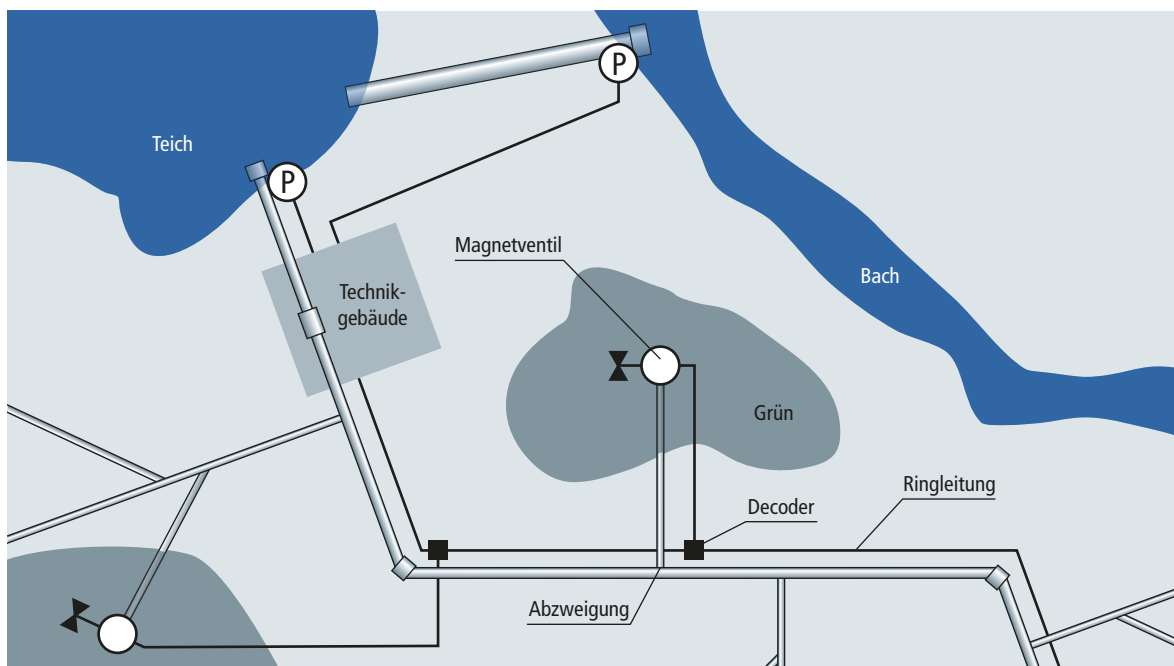 P
Teich
P
Magnetventil
Bach
Technik-
gebäude
Grün
Ringleitung
Decoder
Abzweigung